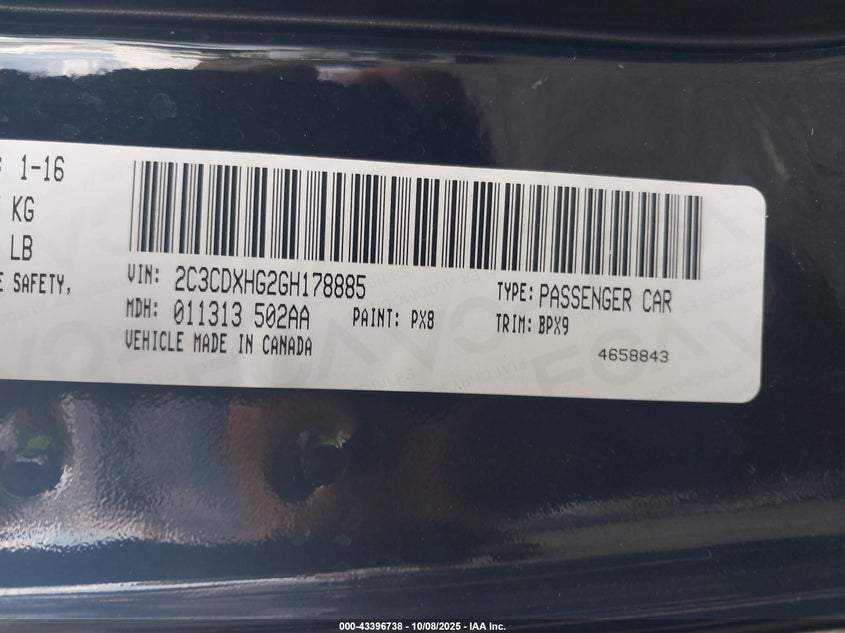 : 1-16
KG
LB
E SAFETY,
VIN: 2C3CDXHG2GH178885
TYPE: PASSENGER CAR
MDH: 011313 502AA
PAINT: PX8
TRIM: BPX9
VEHICLE MADE IN CANADA
4658843
000-43396738 - 10/08/2025 - IAA Inc.